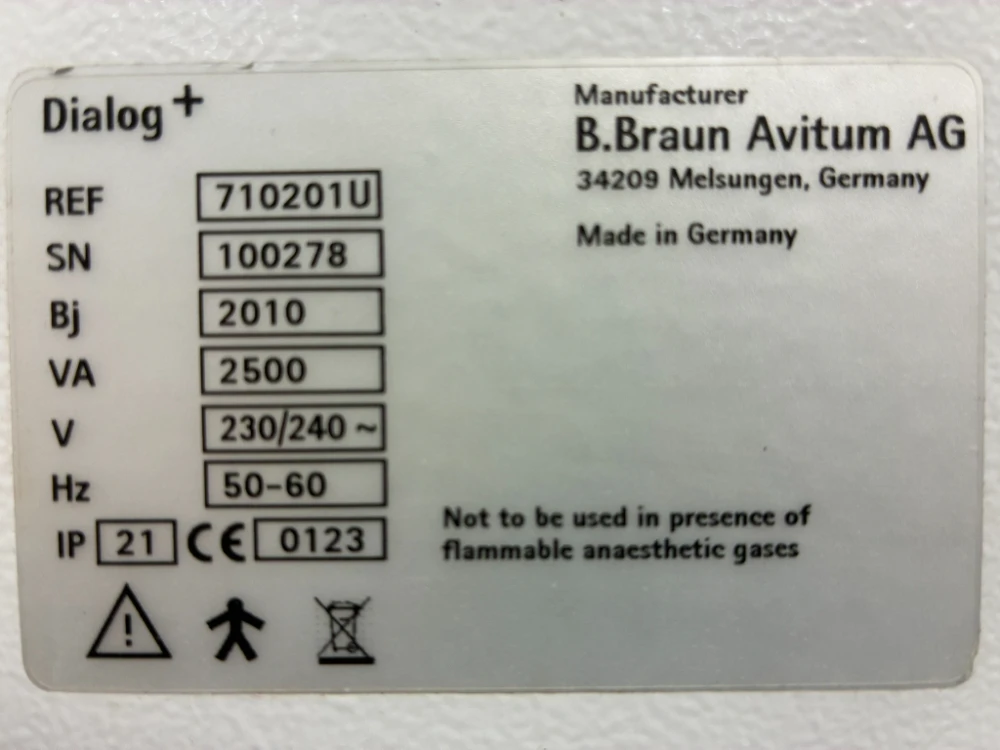 Dialog+
REF 710201U
SN 100278
Bj 2010
VA 2500
V 230/240 ~
Hz 50-60
IP 21 CE 0123
Manufacturer
B.Braun Avitum AG
34209 Melsungen, Germany
Made in Germany
Not to be used in presence of
flammable anaesthetic gases